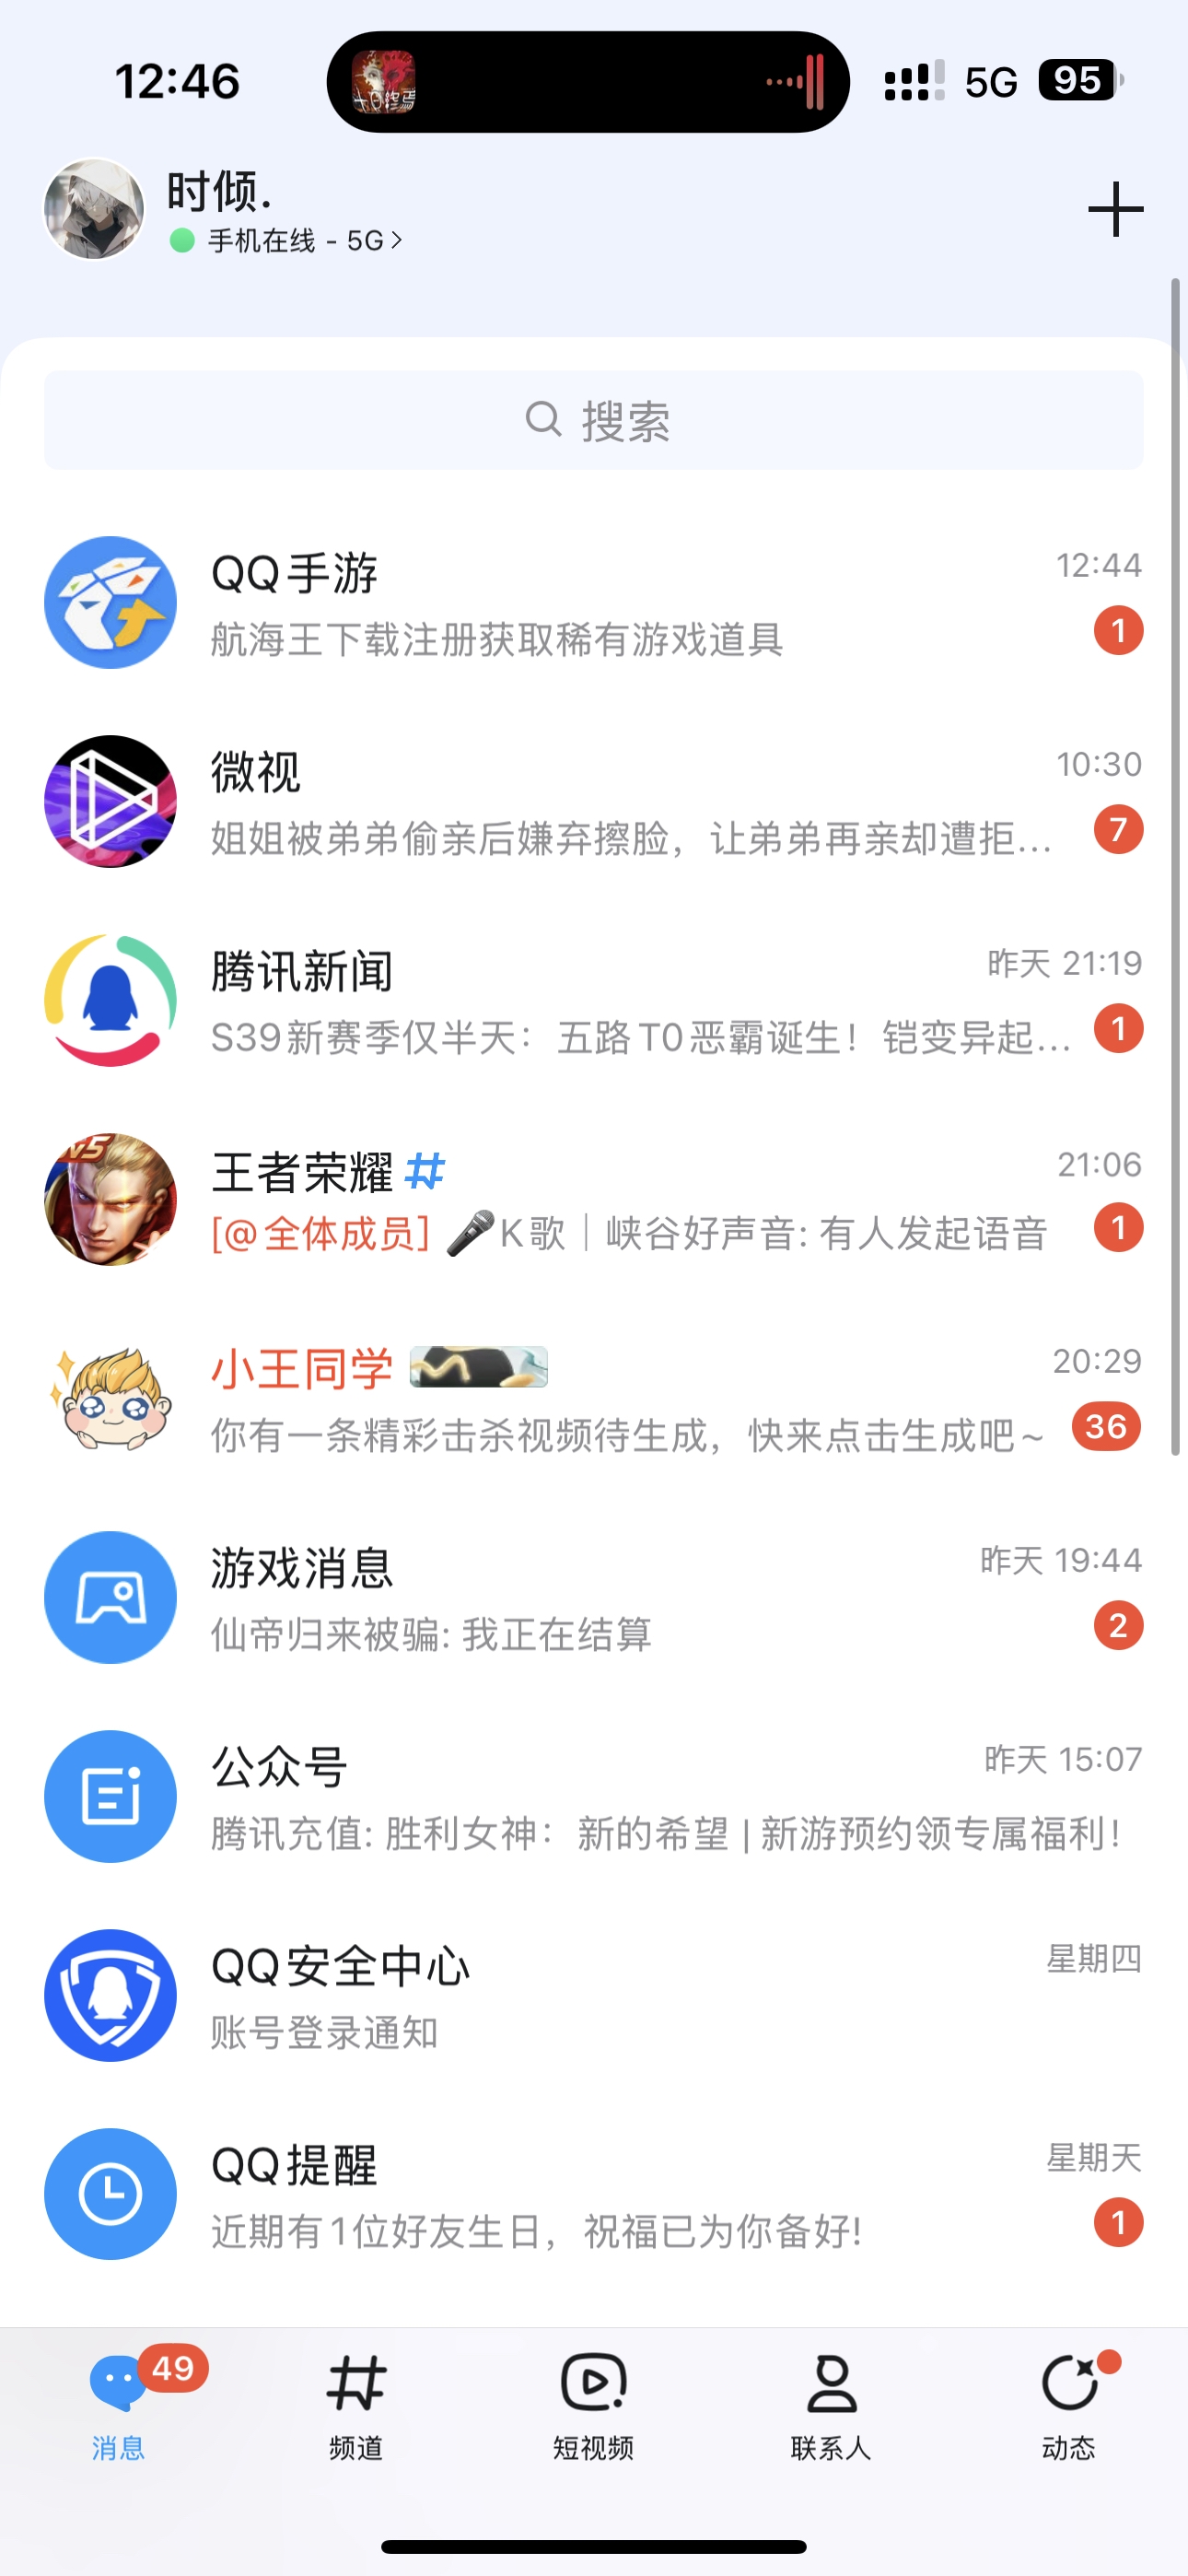 12:46
十日终焉
5G
95
时倾.
手机在线 - 5G
搜索
QQ手游
12:44
航海王下载注册获取稀有游戏道具
1
微视
10:30
姐姐被弟弟偷亲后嫌弃擦脸，让弟弟再亲却遭拒...
7
腾讯新闻
昨天 21:19
S39新赛季仅半天：五路T0恶霸诞生！铠变异起...
1
V5
王者荣耀
21:06
[@全体成员] 🎤K歌｜峡谷好声音: 有人发起语音
1
小王同学
20:29
你有一条精彩击杀视频待生成，快来点击生成吧~
36
游戏消息
昨天 19:44
仙帝归来被骗: 我正在结算
2
公众号
昨天 15:07
腾讯充值: 胜利女神：新的希望 | 新游预约领专属福利！
QQ安全中心
星期四
账号登录通知
QQ提醒
星期天
近期有1位好友生日，祝福已为你备好!
1
49
消息
频道
短视频
联系人
动态